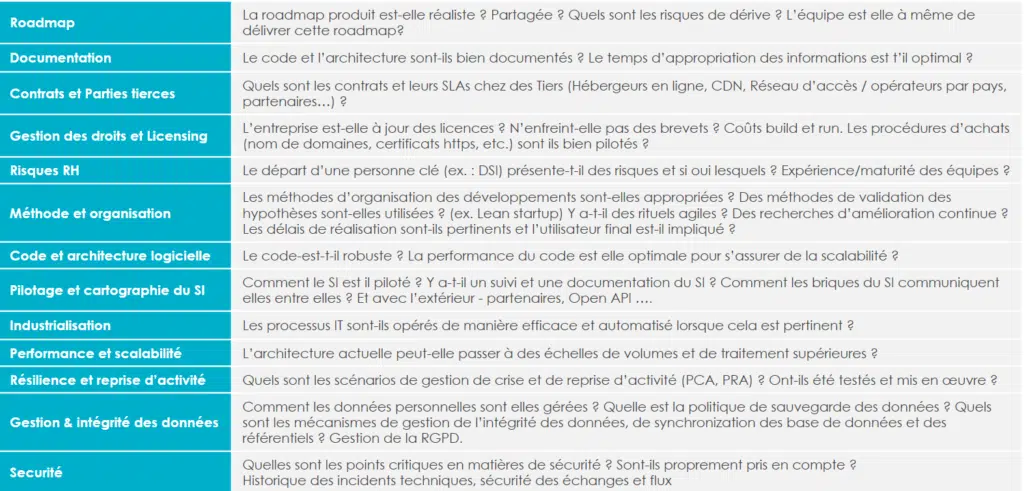 Roadmap
La roadmap produit est-elle réaliste ? Partagée ? Quels sont les risques de dérive ? L'équipe est elle à même de
délivrer cette roadmap?
Documentation
Le code et l'architecture sont-ils bien documentés ? Le temps d'appropriation des informations est t'il optimal ?
Contrats et Parties tierces
Quels sont les contrats et leurs SLAs chez des Tiers (Hébergeurs en ligne, CDN, Réseau d'accès / opérateurs par pays,
partenaires…) ?
Gestion des droits et Licensing
L'entreprise est-elle à jour des licences ? N'enfreint-elle pas des brevets ? Coûts build et run. Les procédures d'achats
(nom de domaines, certificats https, etc.) sont ils bien pilotés ?
Risques RH
Le départ d'une personne clé (ex. : DSI) présente-t-il des risques et si oui lesquels ? Expérience/maturité des équipes ?
Méthode et organisation
Les méthodes d'organisation des développements sont-elles appropriées ? Des méthodes de validation des
hypothèses sont-elles utilisées ? (ex. Lean startup) Y a-t-il des rituels agiles ? Des recherches d'amélioration continue ?
Les délais de réalisation sont-ils pertinents et l'utilisateur final est-il impliqué ?
Code et architecture logicielle
Le code-est-t-il robuste ? La performance du code est elle optimale pour s'assurer de la scalabilité ?
Pilotage et cartographie du SI
Comment le SI est il piloté ? Y a-t-il un suivi et une documentation du SI ? Comment les briques du SI communiquent
elles entre elles ? Et avec l'extérieur - partenaires, Open API ….
Industrialisation
Les processus IT sont-ils opérés de manière efficace et automatisé lorsque cela est pertinent ?
Performance et scalabilité
L'architecture actuelle peut-elle passer à des échelles de volumes et de traitement supérieures ?
Résilience et reprise d'activité
Quels sont les scénarios de gestion de crise et de reprise d'activité (PCA, PRA) ? Ont-ils été testés et mis en œuvre ?
Gestion & intégrité des données
Comment les données personnelles sont elles gérées ? Quelle est la politique de sauvegarde des données ? Quels
sont les mécanismes de gestion de l'intégrité des données, de synchronization des base de données et des
référentiels ? Gestion de la RGPD.
Securité
Quelles sont les points critiques en matières de sécurité ? Sont-ils proprement pris en compte ?
Historique des incidents techniques, sécurité des échanges et flux